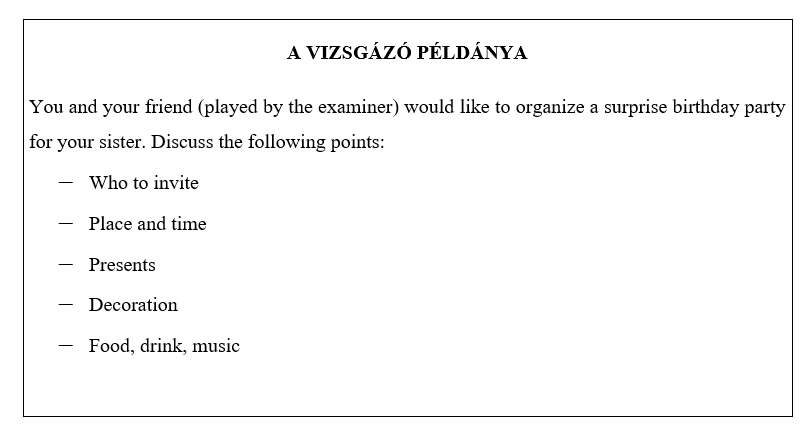 A VIZSGÁZÓ PÉLDÁNYA
You and your friend (played by the examiner) would like to organize a surprise birthday party
for your sister. Discuss the following points:
— Who to invite
— Place and time
— Presents
— Decoration
— Food, drink, music